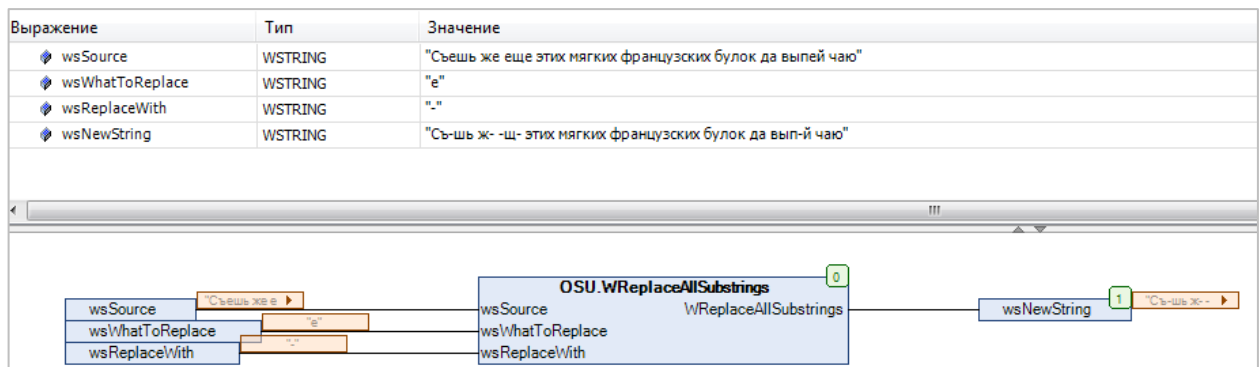 Выражение Тип Значение
wsSource WSTRING "Съешь же еще этих мягких французских булок да выпей чаю"
wsWhatToReplace WSTRING "е"
wsReplaceWith WSTRING "-"
wsNewString WSTRING "Съ-шь ж- -щ- этих мягких французских булок да вып-й чаю"
0
OSU.WReplaceAllSubstrings
wsSource "Съешь же е wsSource WReplaceAllSubstrings wsNewString 1 "Съ-шь ж- -
wsWhatToReplace "е" wsWhatToReplace
wsReplaceWith "-" wsReplaceWith